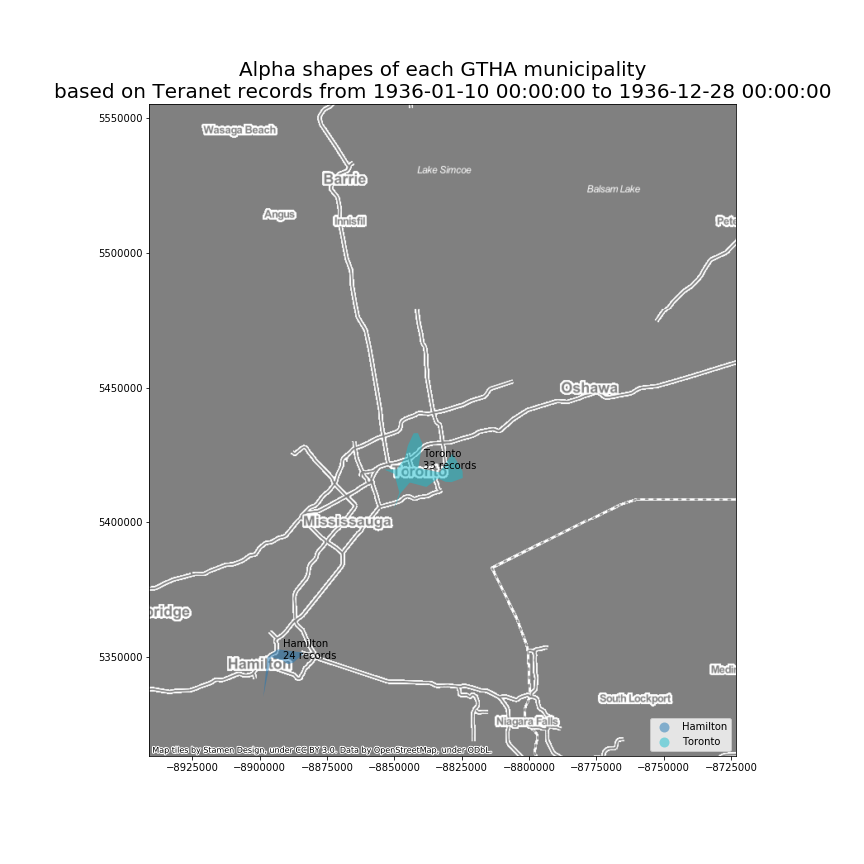 Alpha shapes of each GTHA municipality
based on Teranet records from 1936-01-10 00:00:00 to 1936-12-28 00:00:00
5550000
5500000
5450000
5400000
5350000
Wasaga Beach
Barrie
Lake Simcoe
Balsam Lake
Angus
Innisfil
Pete
Oshawa
Toronto
33 records
Toronto
Mississauga
bridge
Hamilton
24 records
Hamilton
Medin
South Lockport
Niagara Falls
Hamilton
Toronto
Map tiles by Stamen Design, under CC BY 3.0. Data by OpenStreetMap, under ODbL.
−8925000 −8900000 −8875000 −8850000 −8825000 −8800000 −8775000 −8750000 −8725000